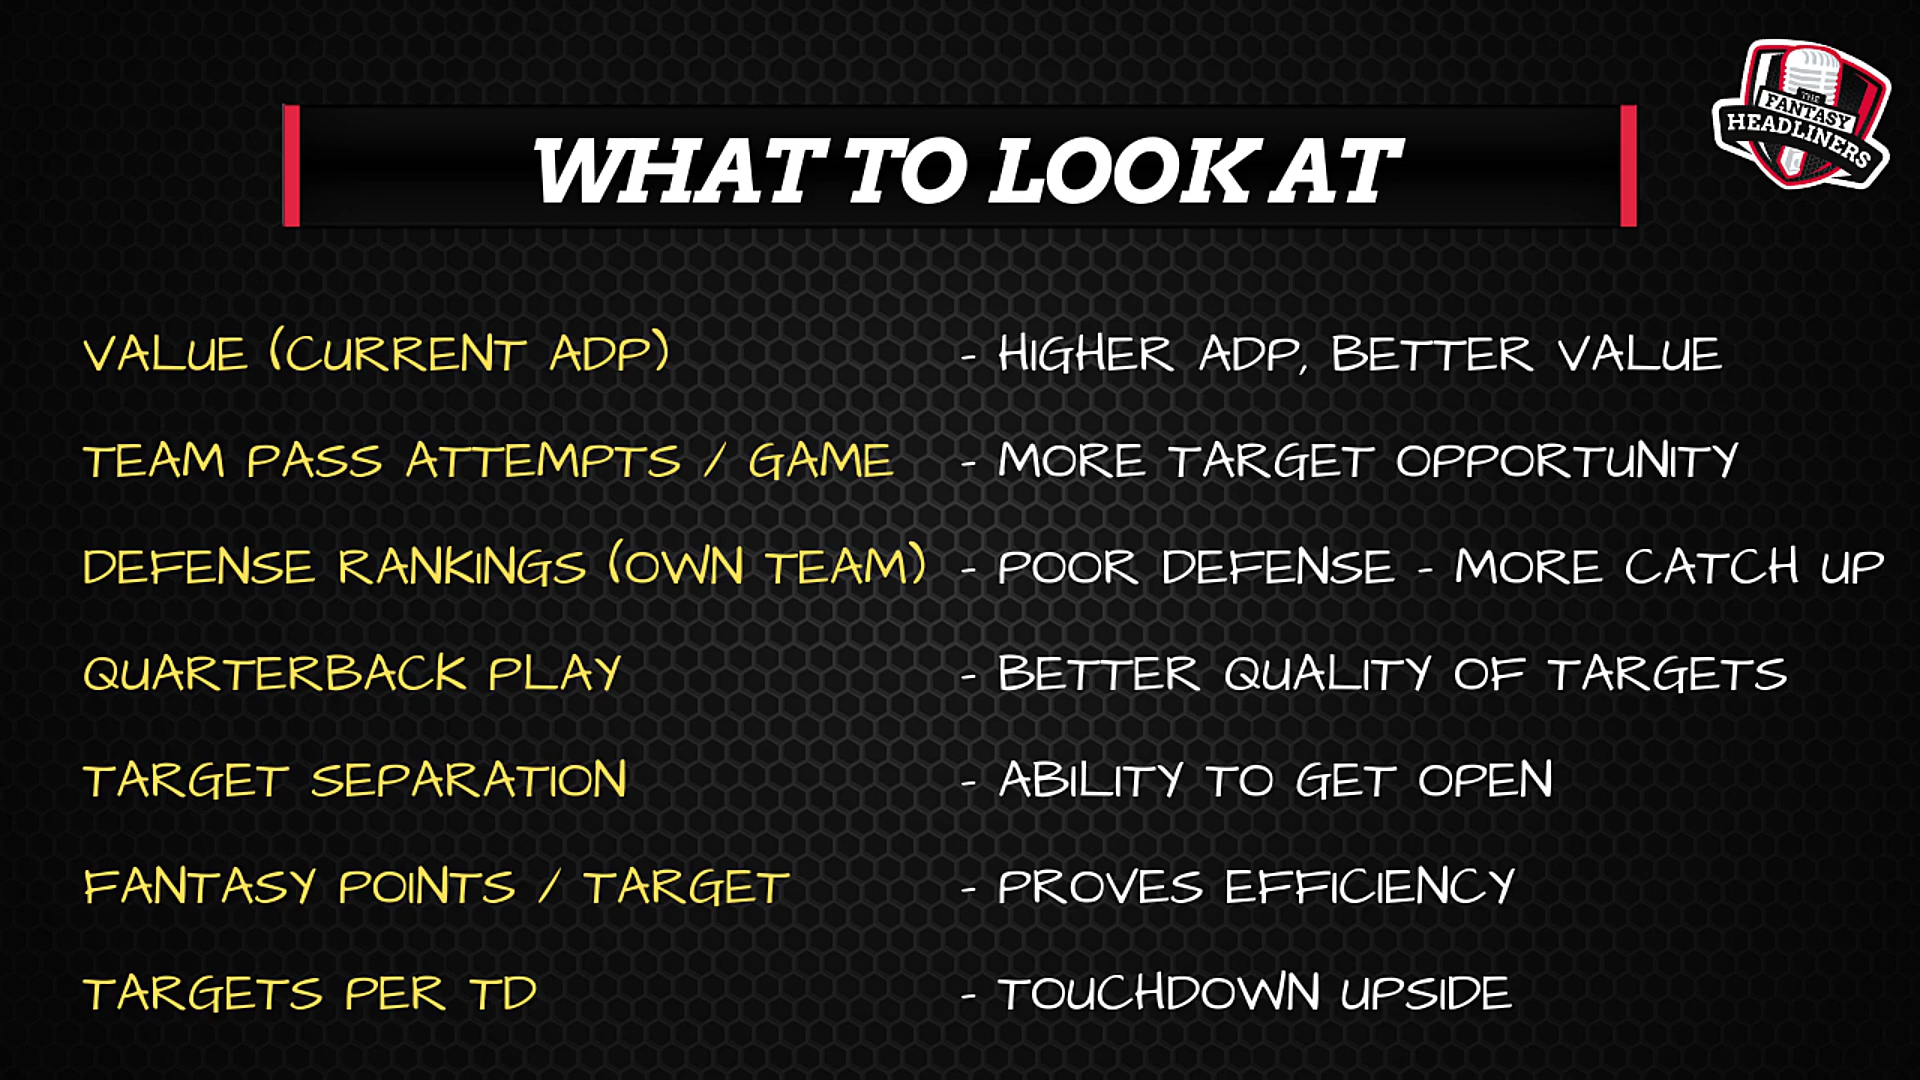 THE
FANTASY
HEADLINERS
WHAT TO LOOK AT
VALUE (CURRENT ADP) - HIGHER ADP, BETTER VALUE
TEAM PASS ATTEMPTS / GAME - MORE TARGET OPPORTUNITY
DEFENSE RANKINGS (OWN TEAM) - POOR DEFENSE - MORE CATCH UP
QUARTERBACK PLAY - BETTER QUALITY OF TARGETS
TARGET SEPARATION - ABILITY TO GET OPEN
FANTASY POINTS / TARGET - PROVES EFFICIENCY
TARGETS PER TD - TOUCHDOWN UPSIDE